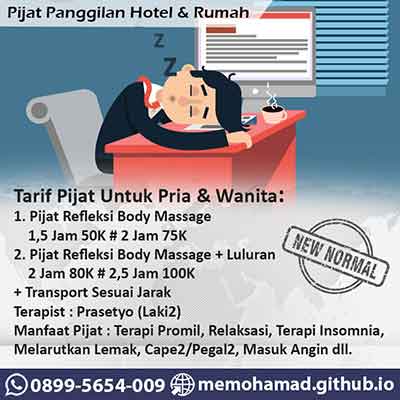 Pijat Panggilan Hotel & Rumah
Z
Z
Tarif Pijat Untuk Pria & Wanita:
1. Pijat Refleksi Body Massage
1,5 Jam 50K # 2 Jam 75K
2. Pijat Refleksi Body Massage + Luluran
2 Jam 80K # 2,5 Jam 100K
+ Transport Sesuai Jarak
Terapist : Prasetyo (Laki2)
Manfaat Pijat : Terapi Promil, Relaksasi, Terapi Insomnia,
Melarutkan Lemak, Cape2/Pegal2, Masuk Angin dll.
NEW NORMAL
0899-5654-009 memohamad.github.io